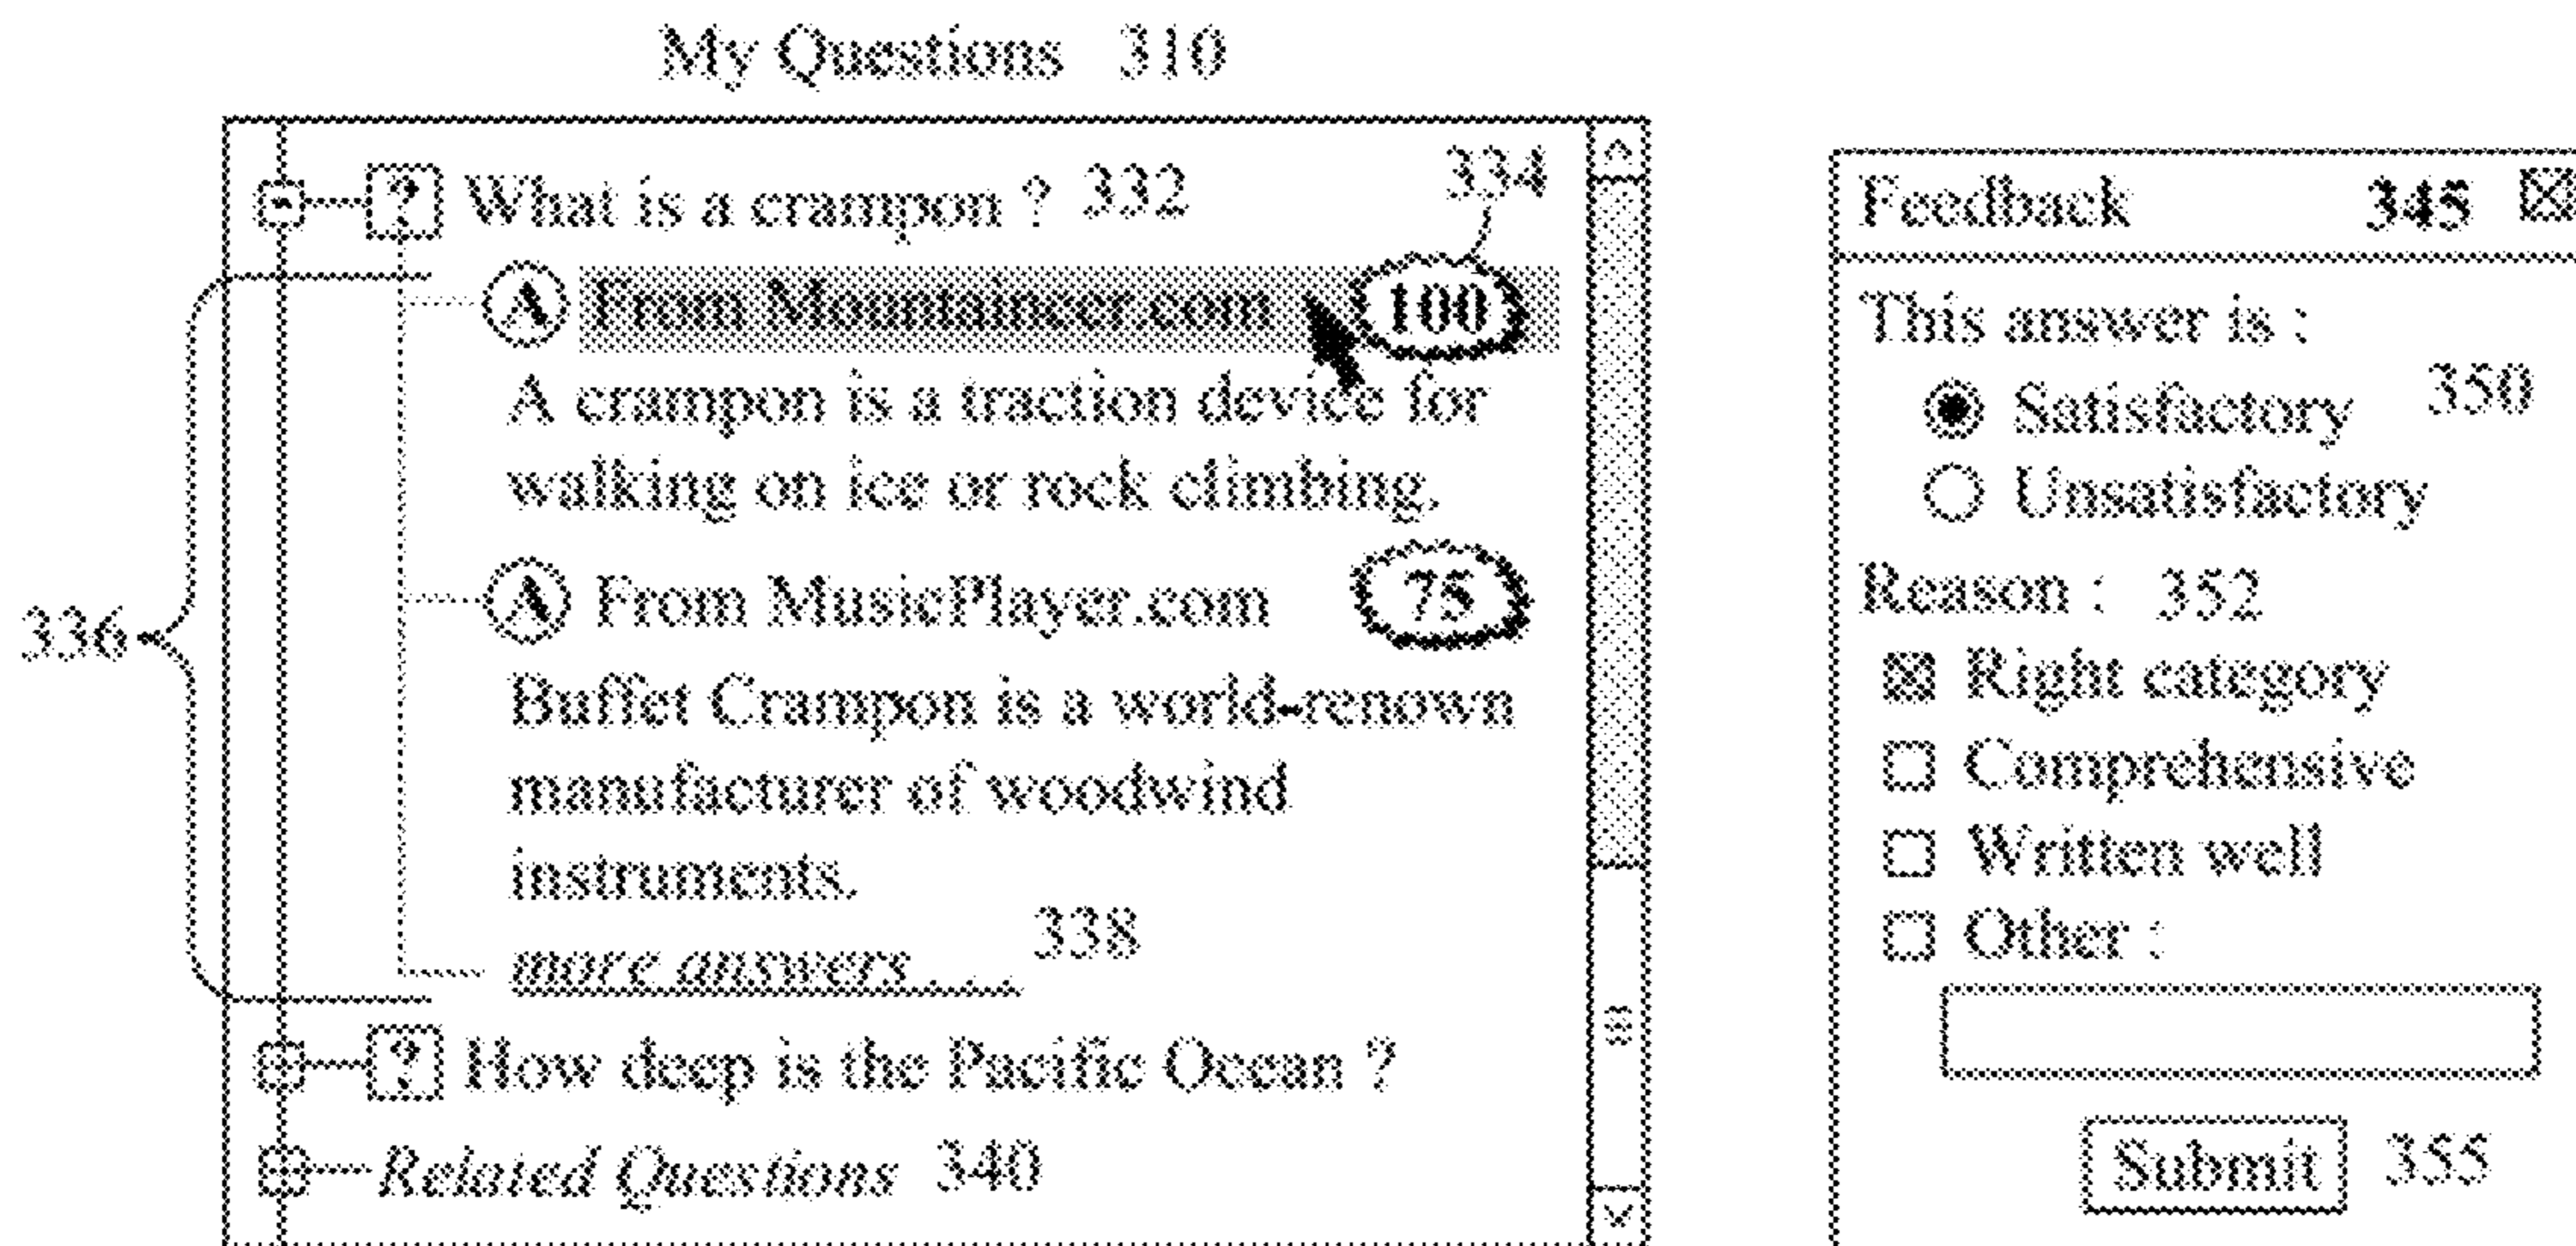 My Questions 310
? What is a crampon ? 332 334
A From Mountaineer.com 100
A crampon is a traction device for
walking on ice or rock climbing.
A From MusicPlayer.com 75
336
Buffet Crampon is a world-renown
manufacturer of woodwind
instruments.
more answers..... 338
? How deep is the Pacific Ocean ?
Related Questions 340
Feedback 345
This answer is :
Satisfactory 350
Unsatisfactory
Reason : 352
Right category
Comprehensive
Written well
Other :
Submit 355